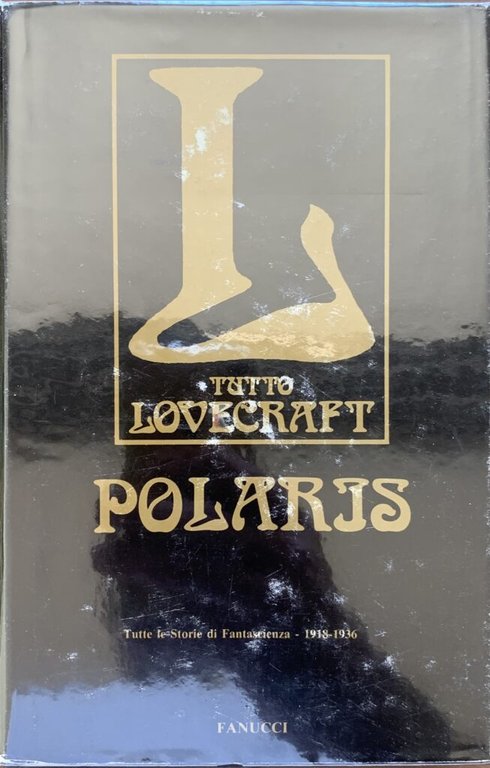 L
TUTTO
LOVECRAFT
POLARIS
Tutte le Storie di Fantascienza - 1918-1936
FANUCCI